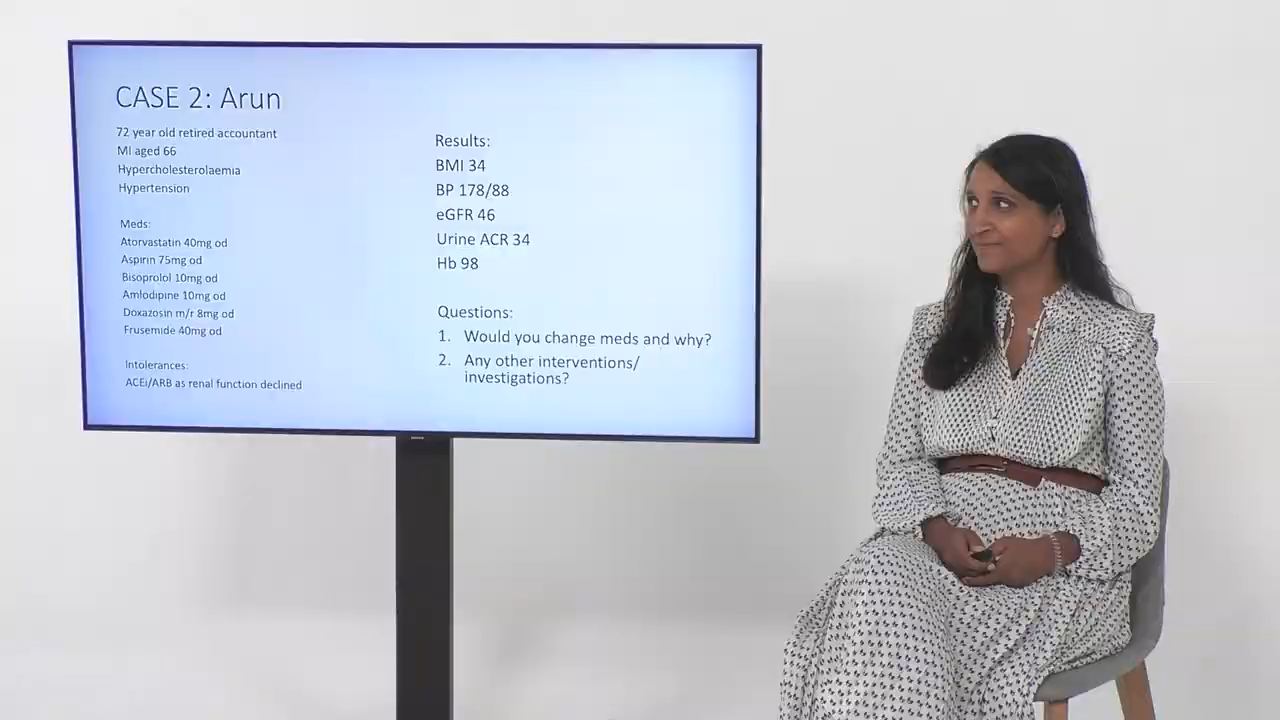 CASE 2: Arun
72 year old retired accountant
MI aged 66
Hypercholesterolaemia
Hypertension
Meds:
Atorvastatin 40mg od
Aspirin 75mg od
Bisoprolol 10mg od
Amlodipine 10mg od
Doxazosin m/r 8mg od
Frusemide 40mg od
Intolerances:
ACEi/ARB as renal function declined
Results:
BMI 34
BP 178/88
eGFR 46
Urine ACR 34
Hb 98
Questions:
1. Would you change meds and why?
2. Any other interventions/
investigations?